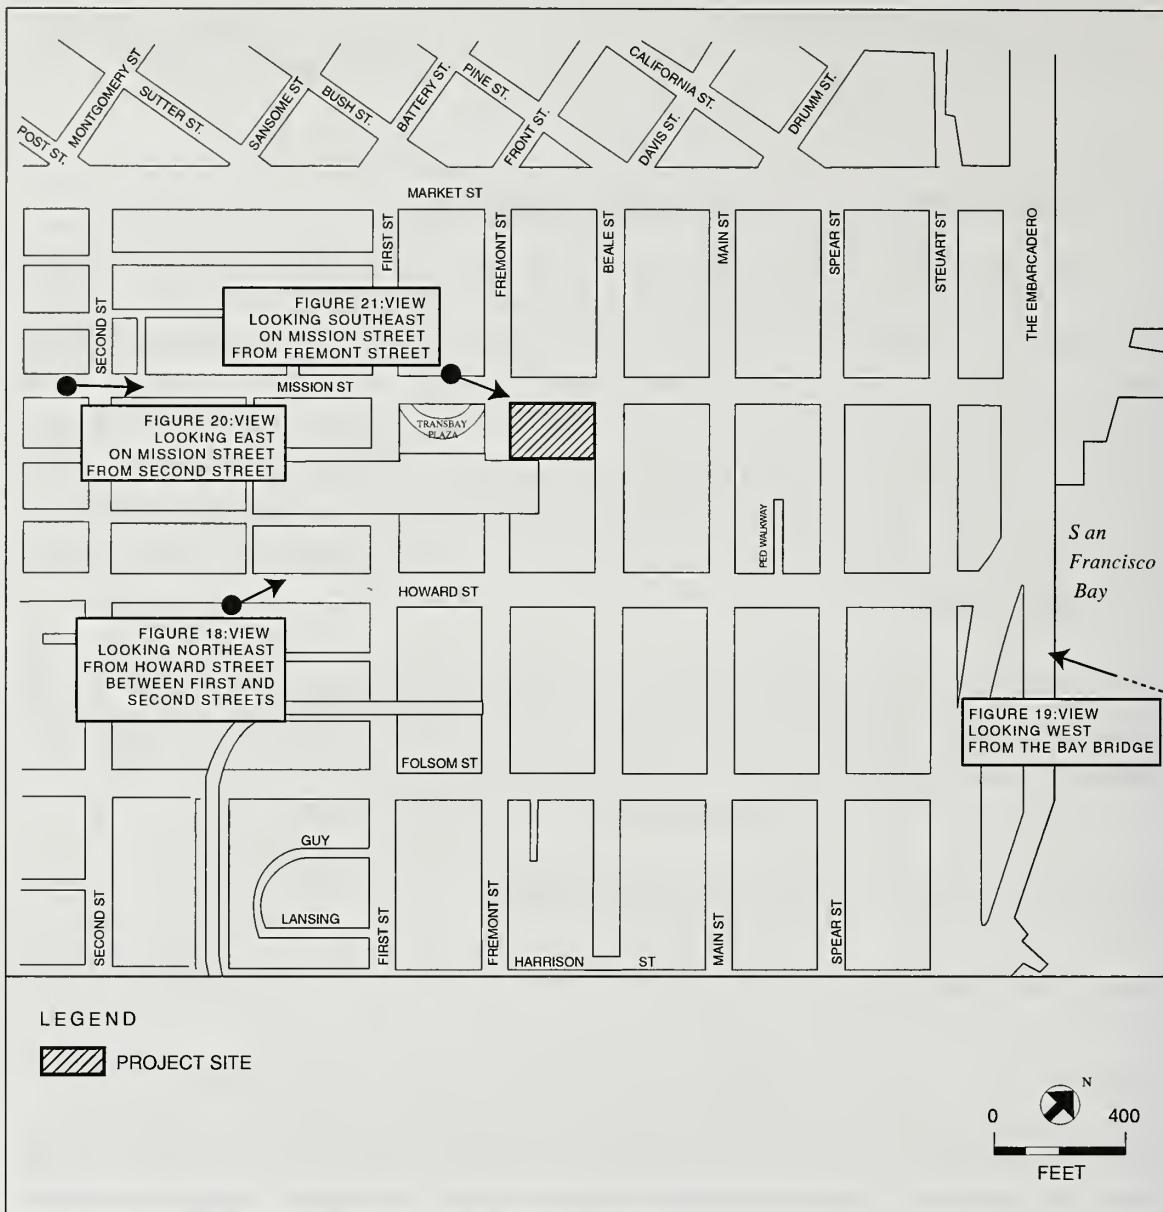 MONTGOMERY ST
POST ST.
SUTTER ST.
SANSOME ST
BUSH ST.
BATTERY ST.
PINE ST.
FRONT ST.
CALIFORNIA ST.
DAVIS ST.
DRUMM ST.
MARKET ST
FIRST ST
FREMONT ST
BEALE ST
MAIN ST
SPEAR ST
STEUART ST
THE EMBARCADERO
SECOND ST
FIGURE 21:VIEW
LOOKING SOUTHEAST
ON MISSION STREET
FROM FREMONT STREET
MISSION ST
FIGURE 20:VIEW
LOOKING EAST
ON MISSION STREET
FROM SECOND STREET
TRANSBAY
PLAZA
PED WALKWAY
San
Francisco
Bay
HOWARD ST
FIGURE 18:VIEW
LOOKING NORTHEAST
FROM HOWARD STREET
BETWEEN FIRST AND
SECOND STREETS
FIGURE 19:VIEW
LOOKING WEST
FROM THE BAY BRIDGE
FOLSOM ST
GUY
LANSING
SECOND ST
FIRST ST
FREMONT ST
HARRISON ST
MAIN ST
SPEAR ST
LEGEND
PROJECT SITE
N
0 400
FEET